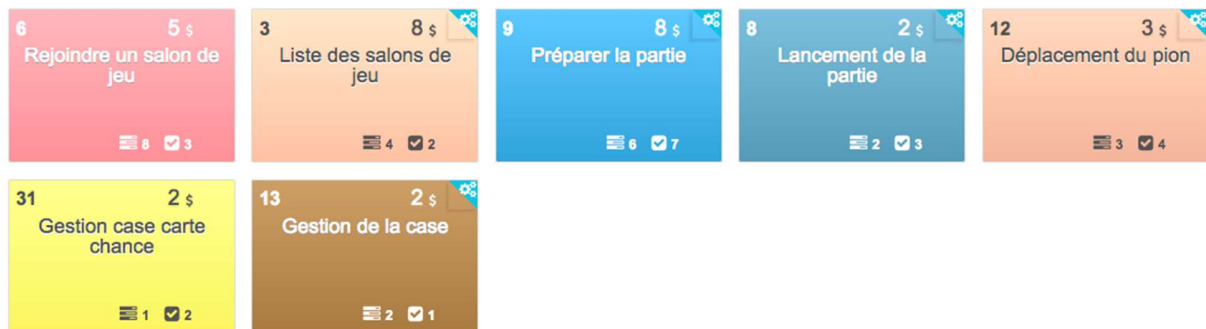 6 5 $
Rejoindre un salon de
jeu
8 3
3 8 $
Liste des salons de
jeu
4 2
9 8 $
Préparer la partie
6 7
8 2 $
Lancement de la
partie
2 3
12 3 $
Déplacement du pion
3 4
31 2 $
Gestion case carte
chance
1 2
13 2 $
Gestion de la case
2 1